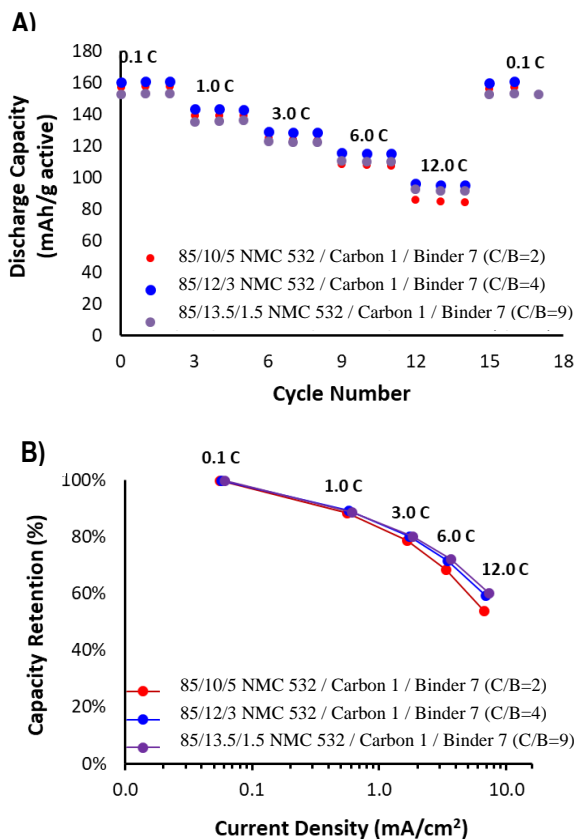 A)
Discharge Capacity
(mAh/g active)
180
160
140
120
100
80
60
40
20
0
0.1 C
1.0 C
3.0 C
6.0 C
12.0 C
0.1 C
85/10/5 NMC 532 / Carbon 1 / Binder 7 (C/B=2)
85/12/3 NMC 532 / Carbon 1 / Binder 7 (C/B=4)
85/13.5/1.5 NMC 532 / Carbon 1 / Binder 7 (C/B=9)
0 3 6 9 12 15 18
Cycle Number
B)
Capacity Retention (%)
100%
80%
60%
40%
20%
0%
0.1 C
1.0 C
3.0 C
6.0 C
12.0 C
85/10/5 NMC 532 / Carbon 1 / Binder 7 (C/B=2)
85/12/3 NMC 532 / Carbon 1 / Binder 7 (C/B=4)
85/13.5/1.5 NMC 532 / Carbon 1 / Binder 7 (C/B=9)
0.0 0.1 1.0 10.0
Current Density (mA/cm²)